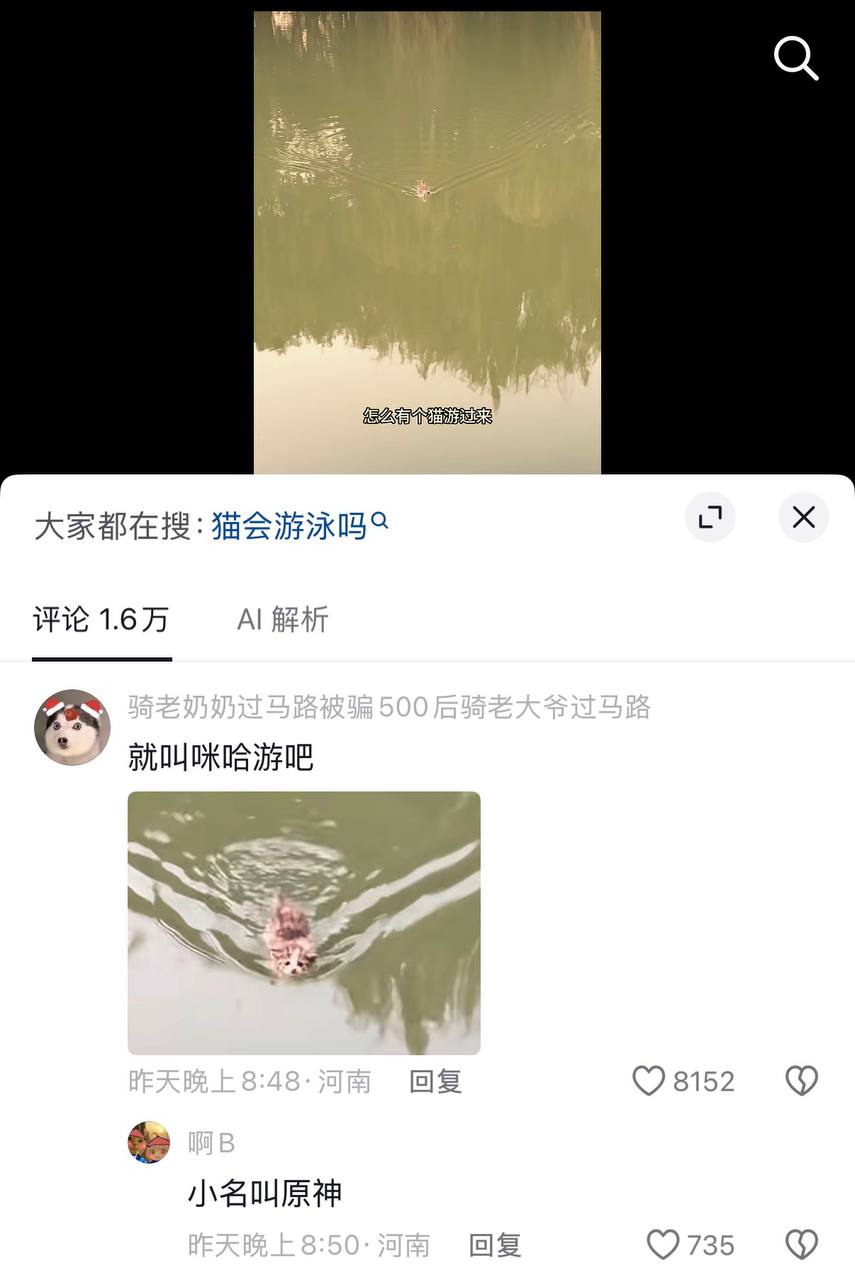 怎么有个猫游过来
大家都在搜：猫会游泳吗
评论 1.6万 AI 解析
骑老奶奶过马路被骗500后骑老大爷过马路
就叫咪哈游吧
昨天晚上 8:48 · 河南 回复 8152
啊B
小名叫原神
昨天晚上 8:50 · 河南 回复 735